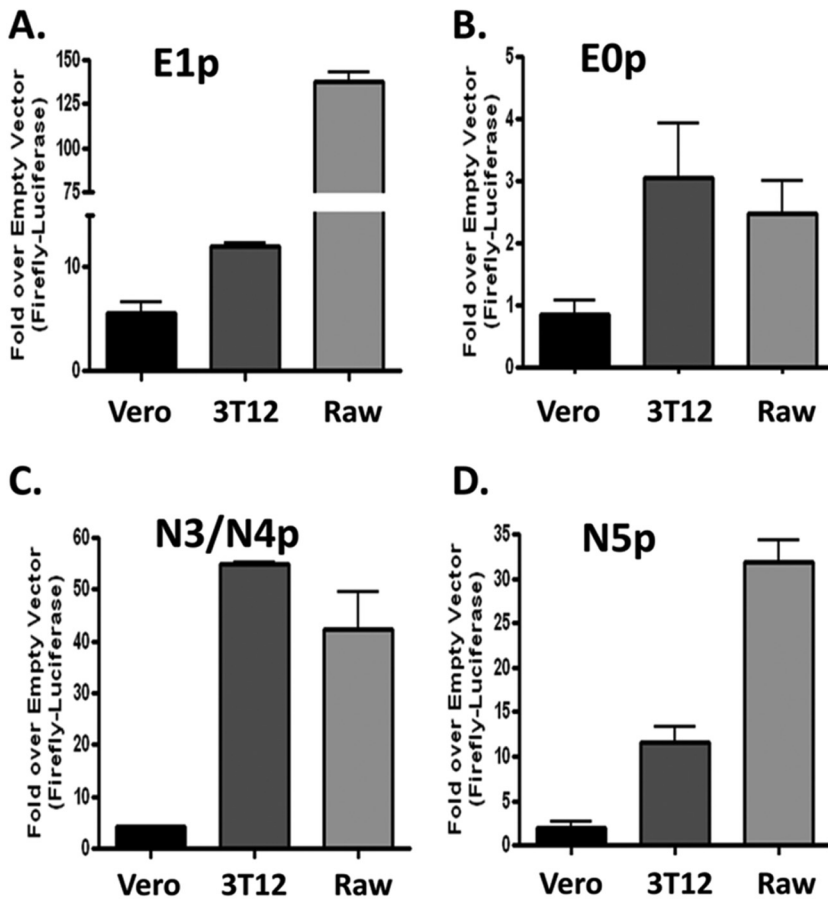 A.
E1p
Fold over Empty Vector
(Firefly-Luciferase)
150
125
100
75
10
0
Vero 3T12 Raw
B.
E0p
Fold over Empty Vector
(Firefly-Luciferase)
5
4
3
2
1
0
Vero 3T12 Raw
C.
N3/N4p
Fold over Empty Vector
(Firefly-Luciferase)
60
50
40
30
20
10
0
Vero 3T12 Raw
D.
N5p
Fold over Empty Vector
(Firefly-Luciferase)
35
30
25
20
15
10
5
0
Vero 3T12 Raw